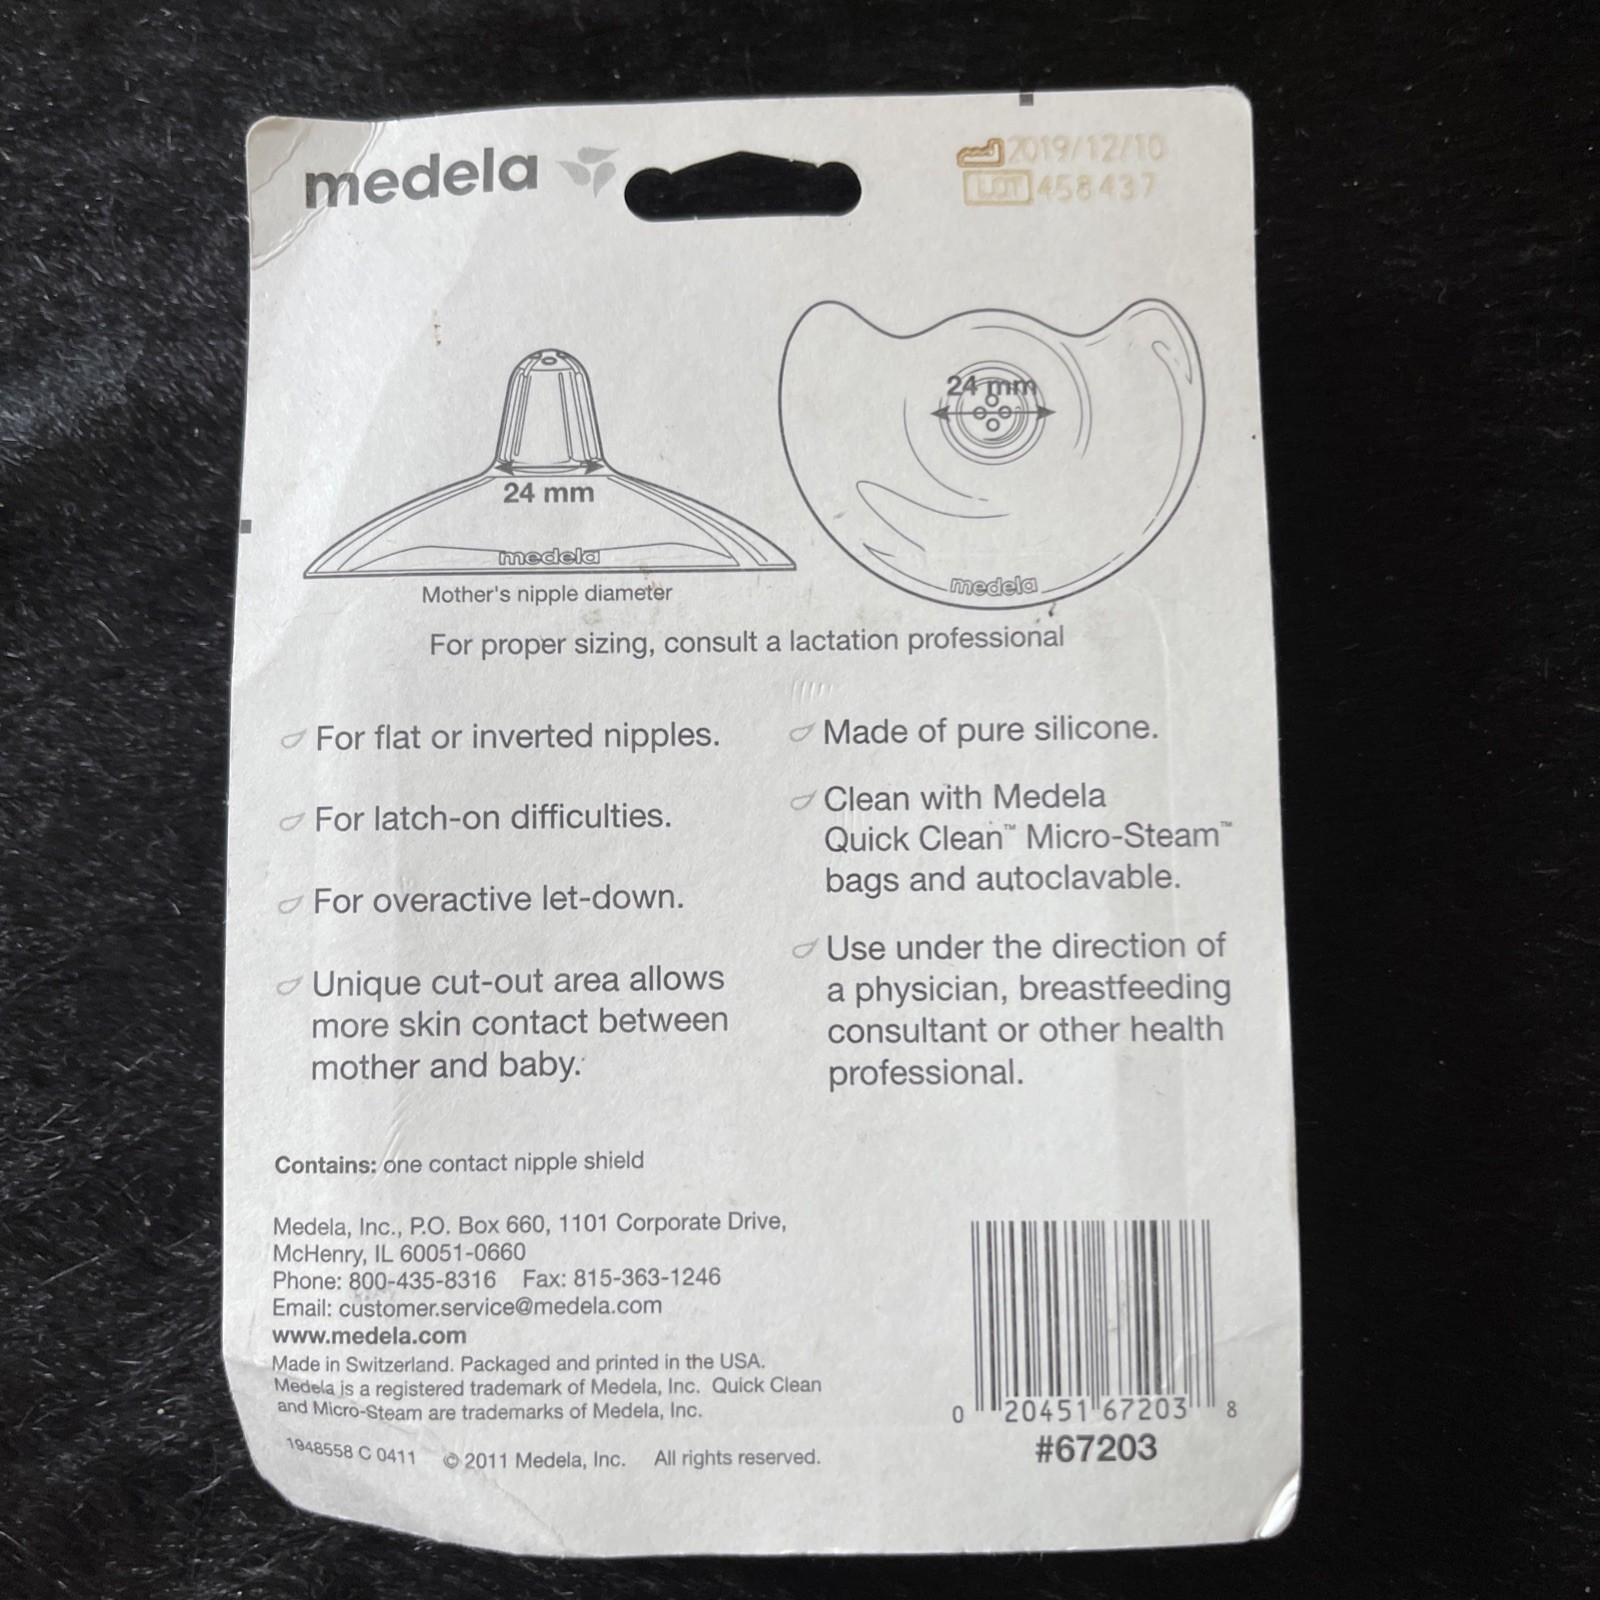 medela
2019/12/10
LOT 458437
24 mm
medela
Mother's nipple diameter
24 mm
medela
For proper sizing, consult a lactation professional
For flat or inverted nipples.
For latch-on difficulties.
For overactive let-down.
Unique cut-out area allows
more skin contact between
mother and baby.
Made of pure silicone.
Clean with Medela
Quick Clean™ Micro-Steam™
bags and autoclavable.
Use under the direction of
a physician, breastfeeding
consultant or other health
professional.
Contains: one contact nipple shield
Medela, Inc., P.O. Box 660, 1101 Corporate Drive,
McHenry, IL 60051-0660
Phone: 800-435-8316 Fax: 815-363-1246
Email: customer.service@medela.com
www.medela.com
Made in Switzerland. Packaged and printed in the USA.
Medela is a registered trademark of Medela, Inc. Quick Clean
and Micro-Steam are trademarks of Medela, Inc.
1948558 C 0411 © 2011 Medela, Inc. All rights reserved.
0 20451 67203 8
#67203